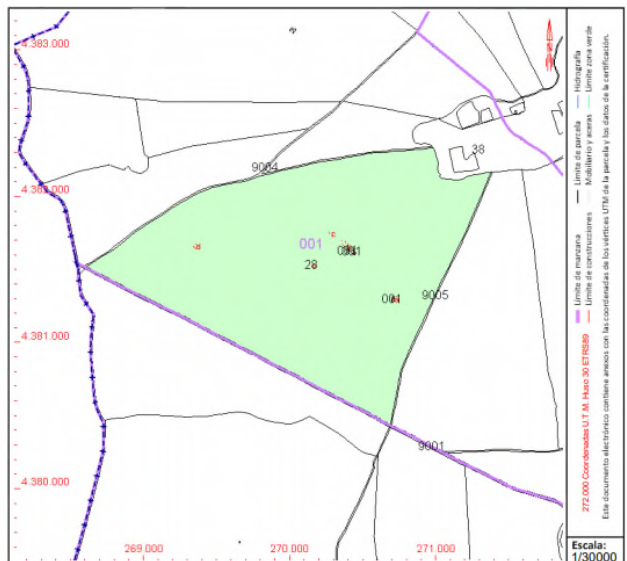 4.383.000
9004
38
4.382.000
001
28
001
001
9005
4.381.000
9001
4.380.000
269.000
270.000
271.000
272.000 Coordenadas U.T.M. Huso 30 ETRS89
Límite de manzana
Límite de parcela
Hidrografía
Límite de construcciones
Mobiliario y aceras
Límite zona verde
Este documento electrónico contiene anexos con las coordenadas de los vértices UTM de la parcela y los datos de la certificación.
Escala:
1/30000